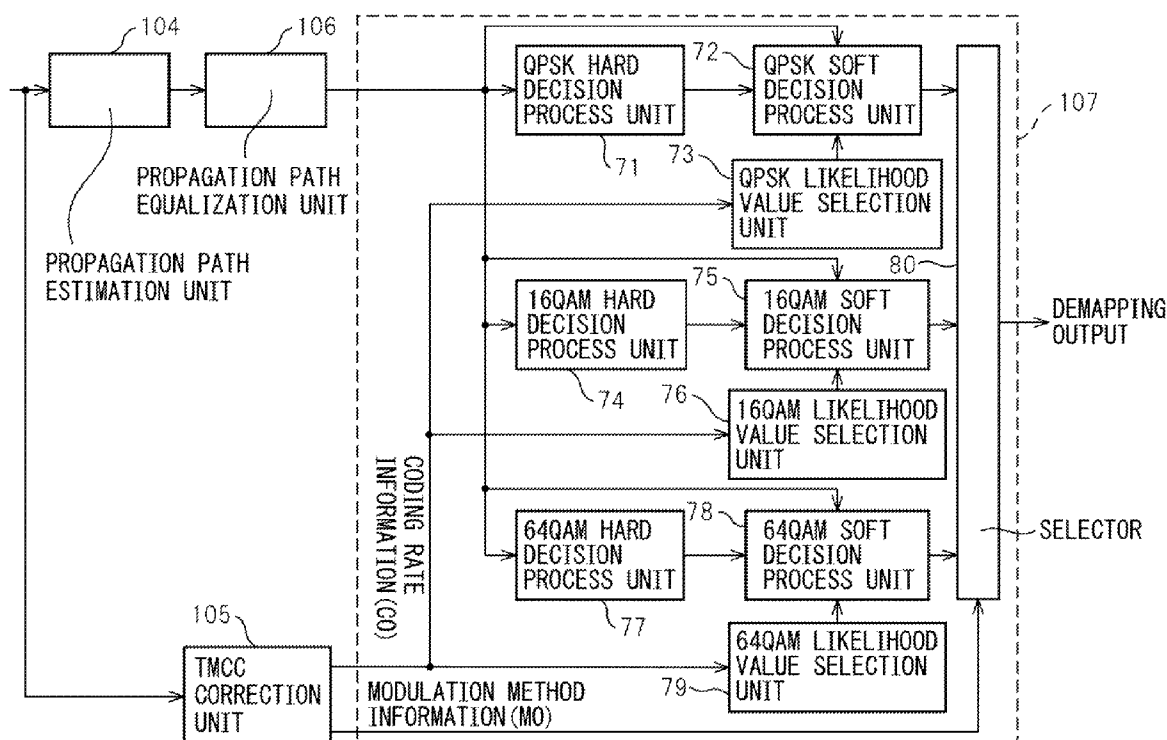 104
106
PROPAGATION PATH
EQUALIZATION UNIT
PROPAGATION PATH
ESTIMATION UNIT
QPSK HARD
DECISION
PROCESS UNIT
71
72
QPSK SOFT
DECISION
PROCESS UNIT
73
QPSK LIKELIHOOD
VALUE SELECTION
UNIT
107
80
16QAM HARD
DECISION
PROCESS UNIT
74
75
16QAM SOFT
DECISION
PROCESS UNIT
76
16QAM LIKELIHOOD
VALUE SELECTION
UNIT
DEMAPPING
OUTPUT
CODING RATE
INFORMATION(CO)
64QAM HARD
DECISION
PROCESS UNIT
77
78
64QAM SOFT
DECISION
PROCESS UNIT
SELECTOR
79
64QAM LIKELIHOOD
VALUE SELECTION
UNIT
105
TMCC
CORRECTION
UNIT
MODULATION METHOD
INFORMATION(MO)